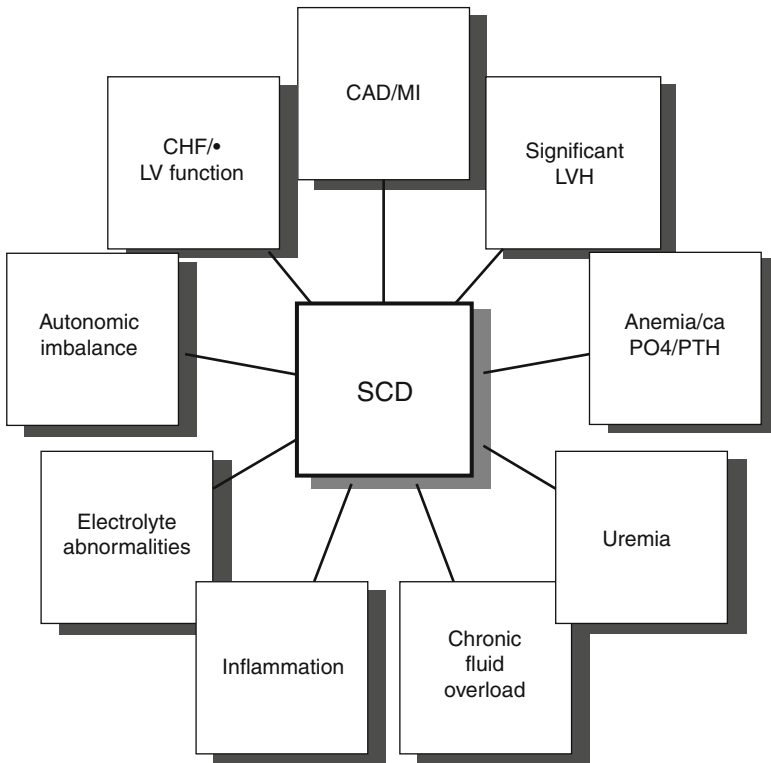 CAD/MI
CHF/•
LV function
Significant
LVH
Autonomic
imbalance
Anemia/ca
PO4/PTH
SCD
Electrolyte
abnormalities
Uremia
Inflammation
Chronic
fluid
overload